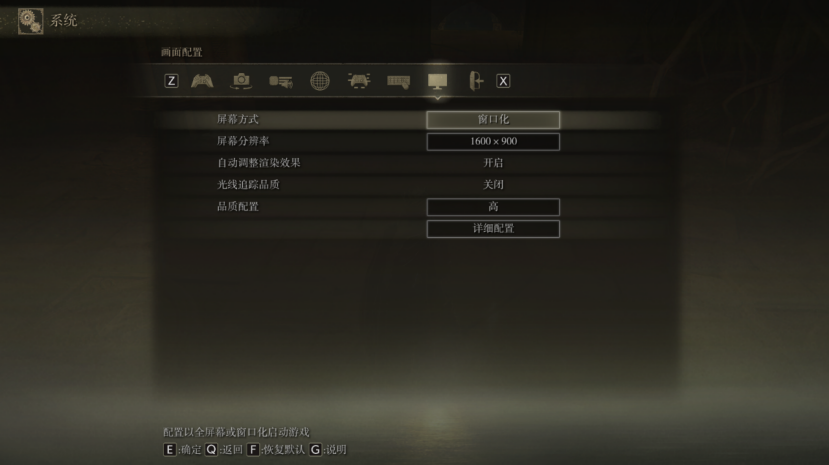 系统
画面配置
Z X
屏幕方式 窗口化
屏幕分辨率 1600×900
自动调整渲染效果 开启
光线追踪品质 关闭
品质配置 高
详细配置
配置以全屏幕或窗口化启动游戏
E:确定 Q:返回 F:恢复默认 G:说明